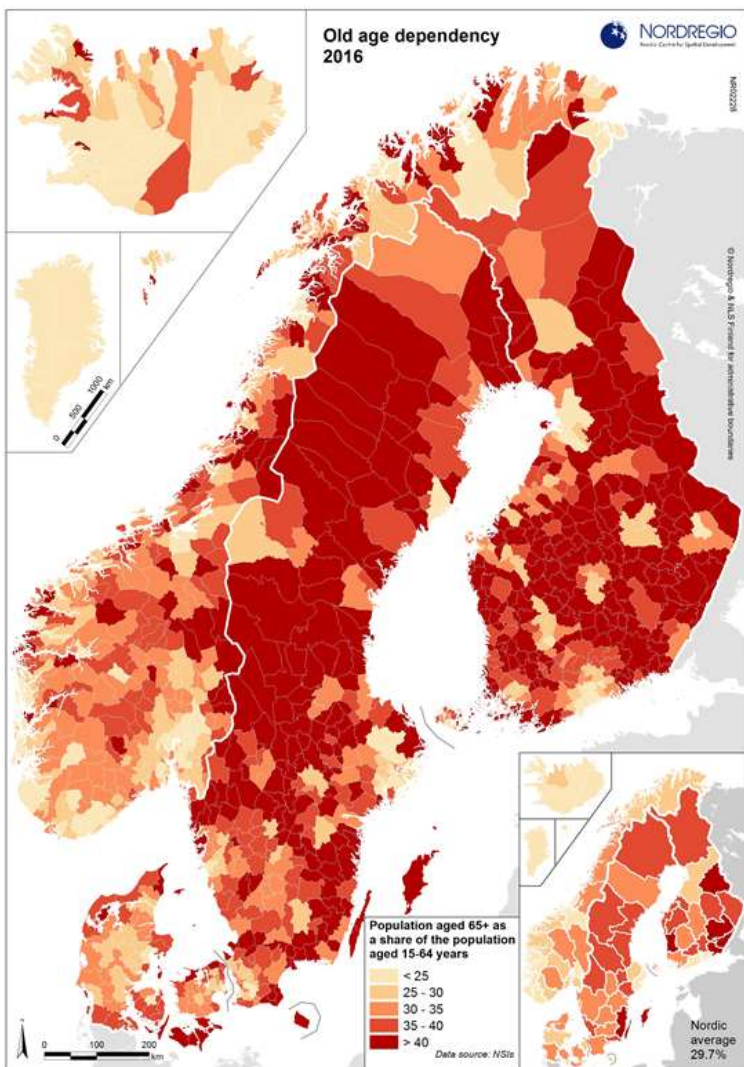 Old age dependency
2016
NORDREGIO
Nordic Centre for Spatial Development
NR02228
© Nordregio & NLS Finland for administrative boundaries
0 500 1000
km
Population aged 65+ as
a share of the population
aged 15-64 years
< 25
25 - 30
30 - 35
35 - 40
> 40
Data source: NSIs
Nordic
average
29.7%
0 100 200
km